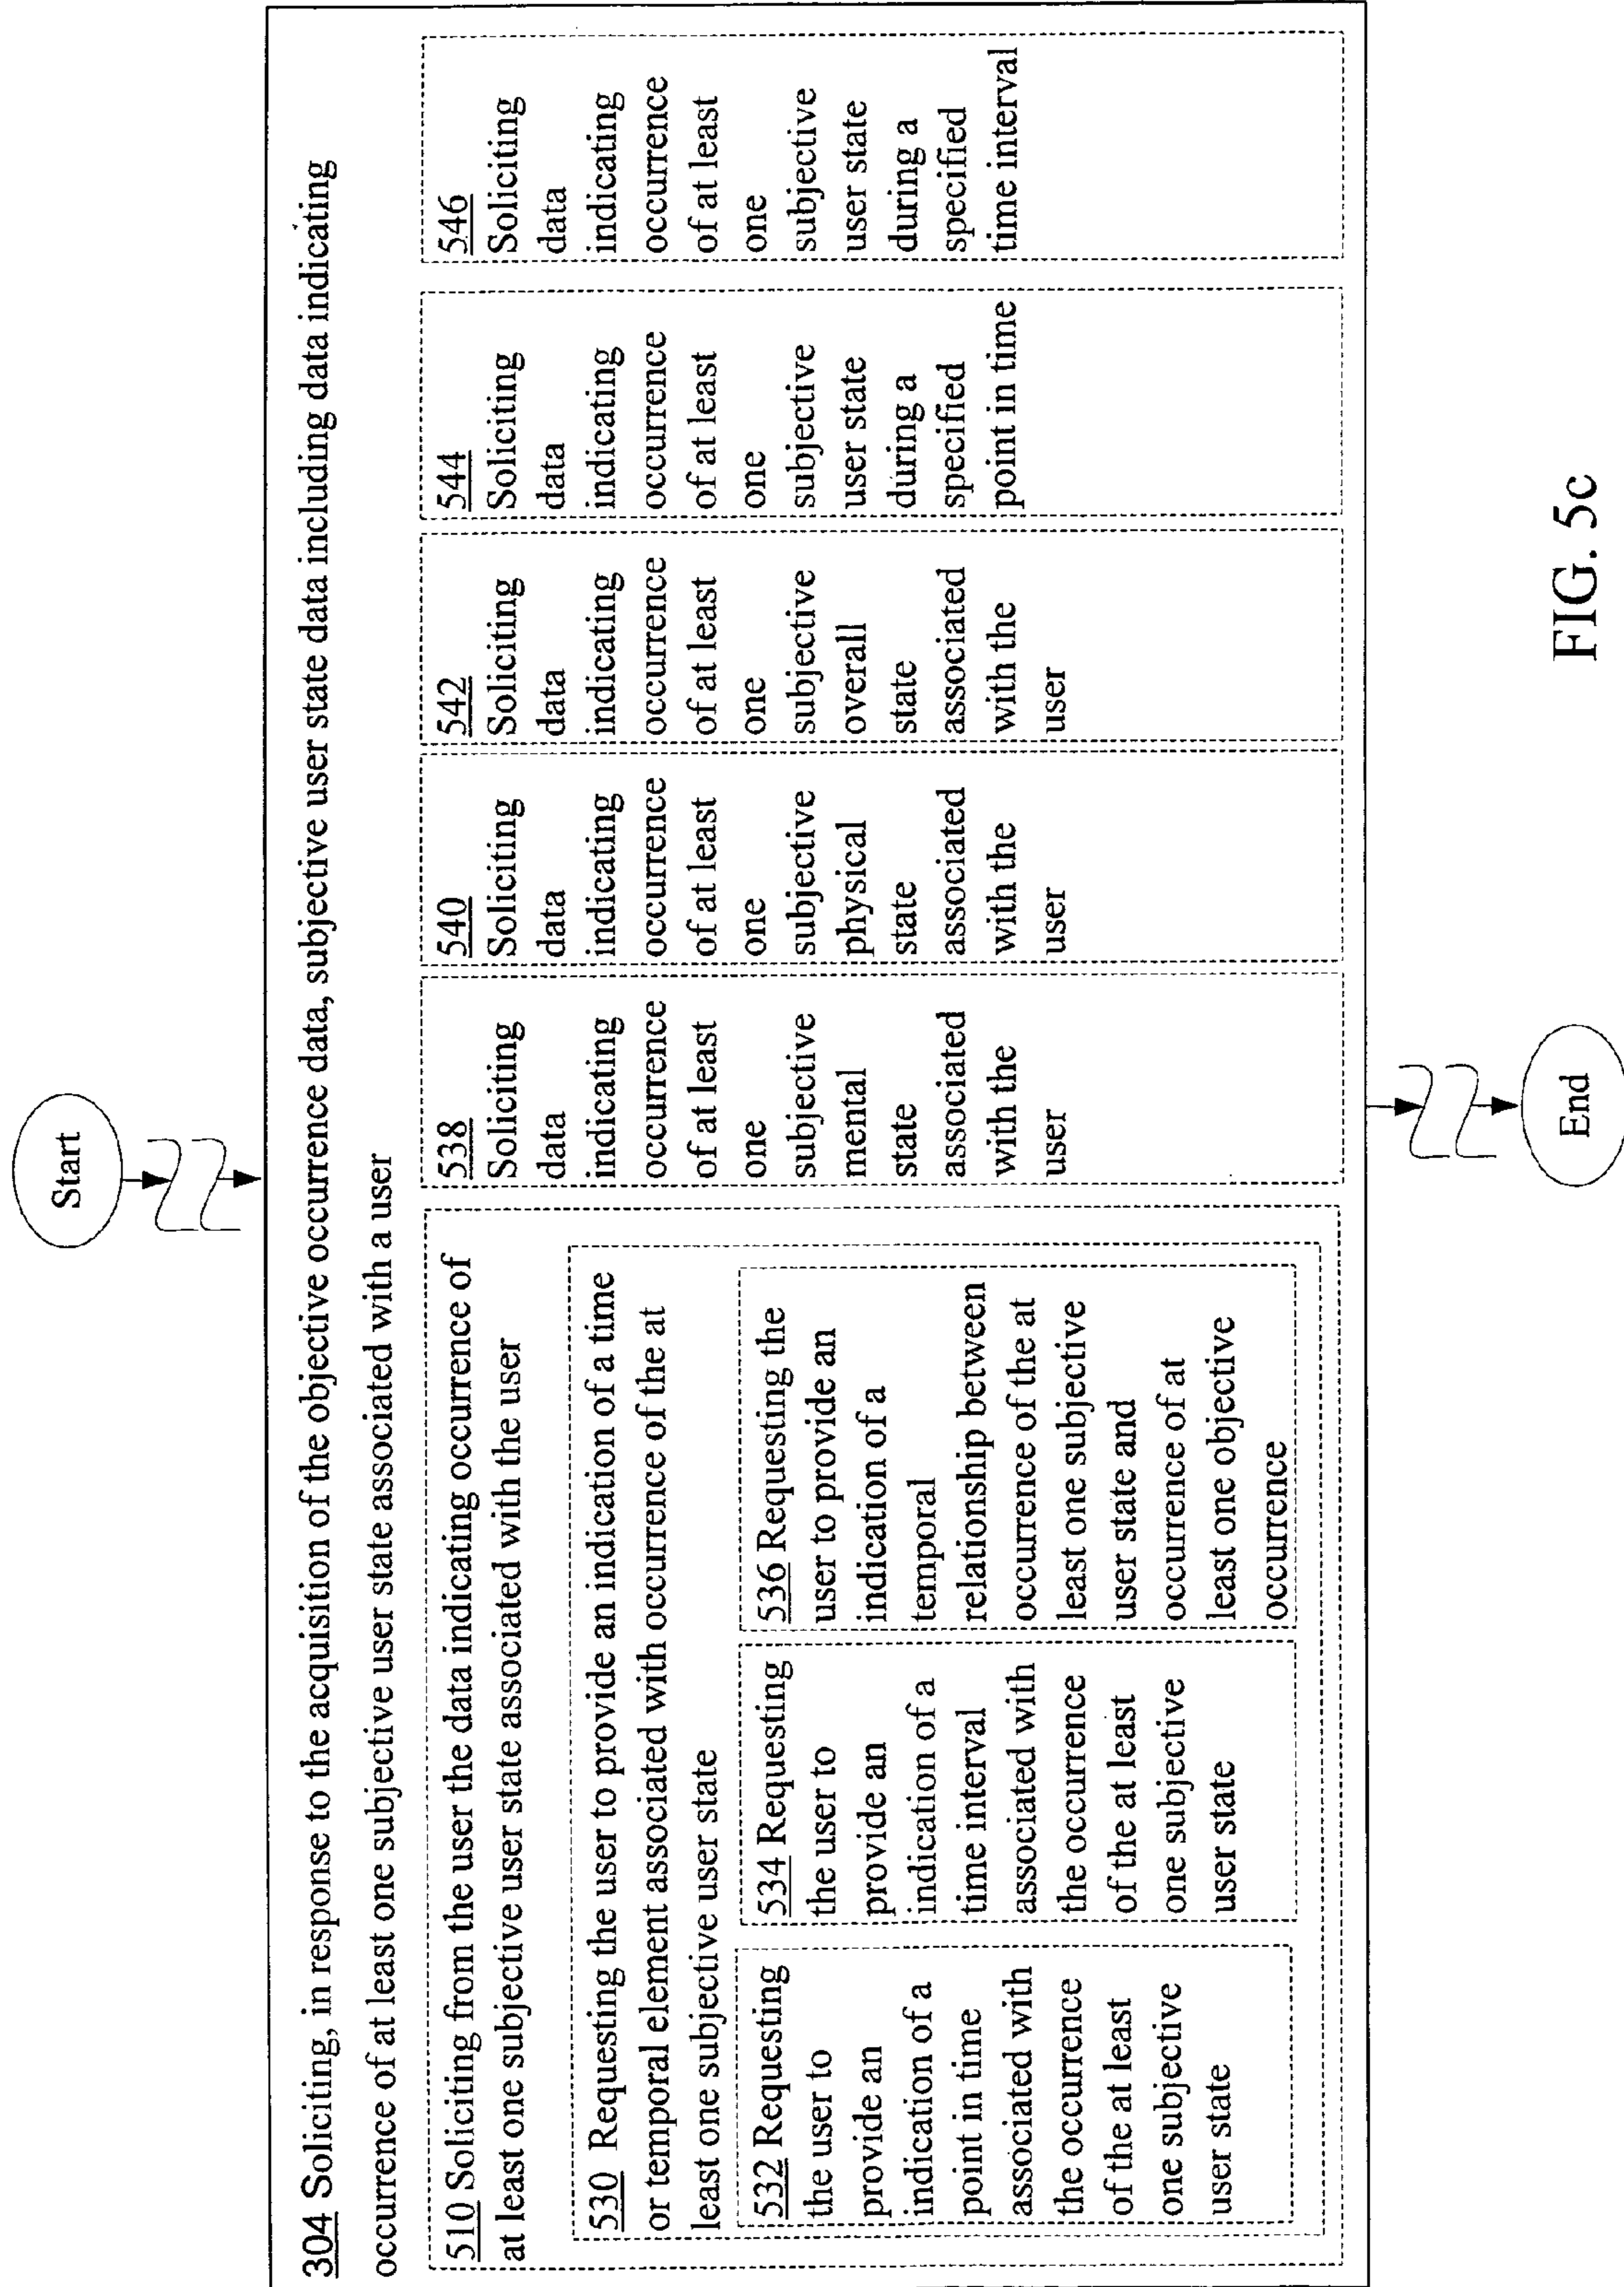 Start
304 Soliciting, in response to the acquisition of the objective occurrence data, subjective user state data including data indicating
occurrence of at least one subjective user state associated with a user
510 Soliciting from the user the data indicating occurrence of
at least one subjective user state associated with the user
530 Requesting the user to provide an indication of a time
or temporal element associated with occurrence of the at
least one subjective user state
532 Requesting
the user to
provide an
indication of a
point in time
associated with
the occurrence
of the at least
one subjective
user state
534 Requesting
the user to
provide an
indication of a
time interval
associated with
the occurrence
of the at least
one subjective
user state
536 Requesting the
user to provide an
indication of a
temporal
relationship between
occurrence of the at
least one subjective
user state and
occurrence of at
least one objective
occurrence
538
Soliciting
data
indicating
occurrence
of at least
one
subjective
mental
state
associated
with the
user
540
Soliciting
data
indicating
occurrence
of at least
one
subjective
physical
state
associated
with the
user
542
Soliciting
data
indicating
occurrence
of at least
one
subjective
overall
state
associated
with the
user
544
Soliciting
data
indicating
occurrence
of at least
one
subjective
user state
during a
specified
point in time
546
Soliciting
data
indicating
occurrence
of at least
one
subjective
user state
during a
specified
time interval
End
FIG. 5c